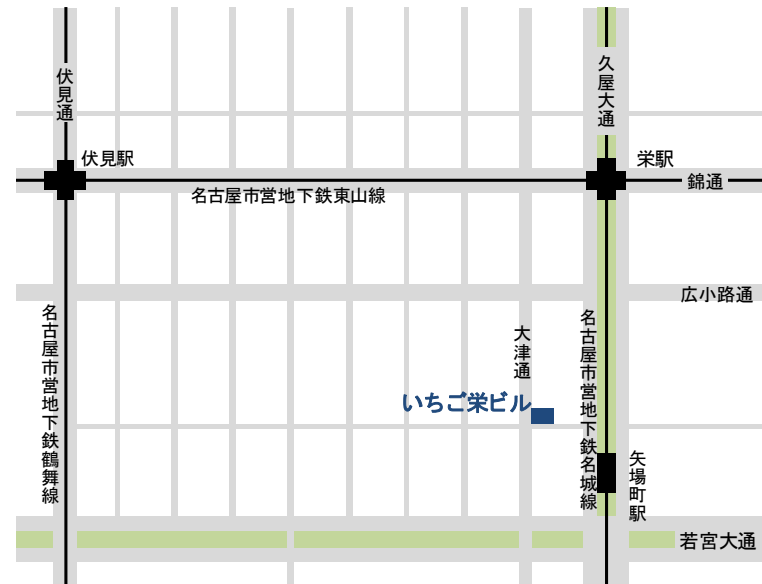 伏見通
久屋大通
伏見駅
栄駅
錦通
名古屋市営地下鉄東山線
広小路通
名古屋市営地下鉄鶴舞線
大津通
名古屋市営地下鉄名城線
いちご栄ビル
矢場町駅
若宮大通